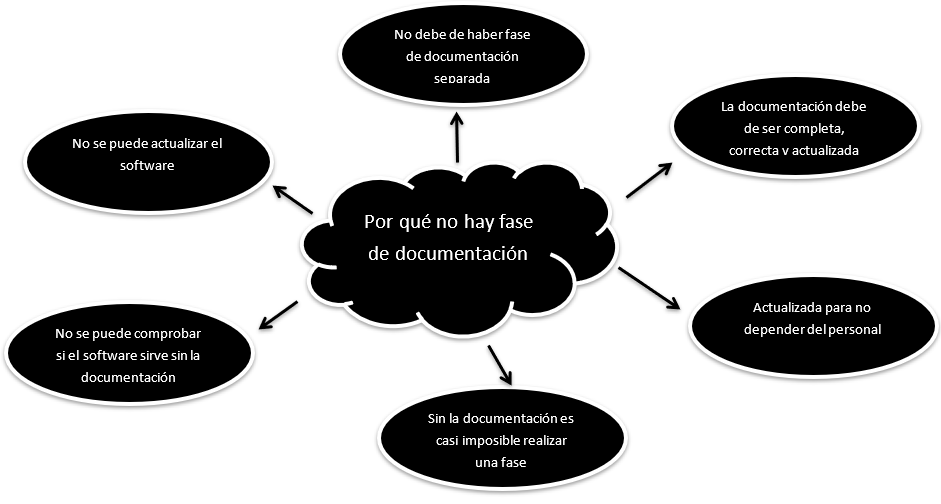 No debe de haber fase
de documentación
separada
La documentación debe
de ser completa,
correcta y actualizada
No se puede actualizar el
software
Por qué no hay fase
de documentación
Actualizada para no
depender del personal
No se puede comprobar
si el software sirve sin la
documentación
Sin la documentación es
casi imposible realizar
una fase